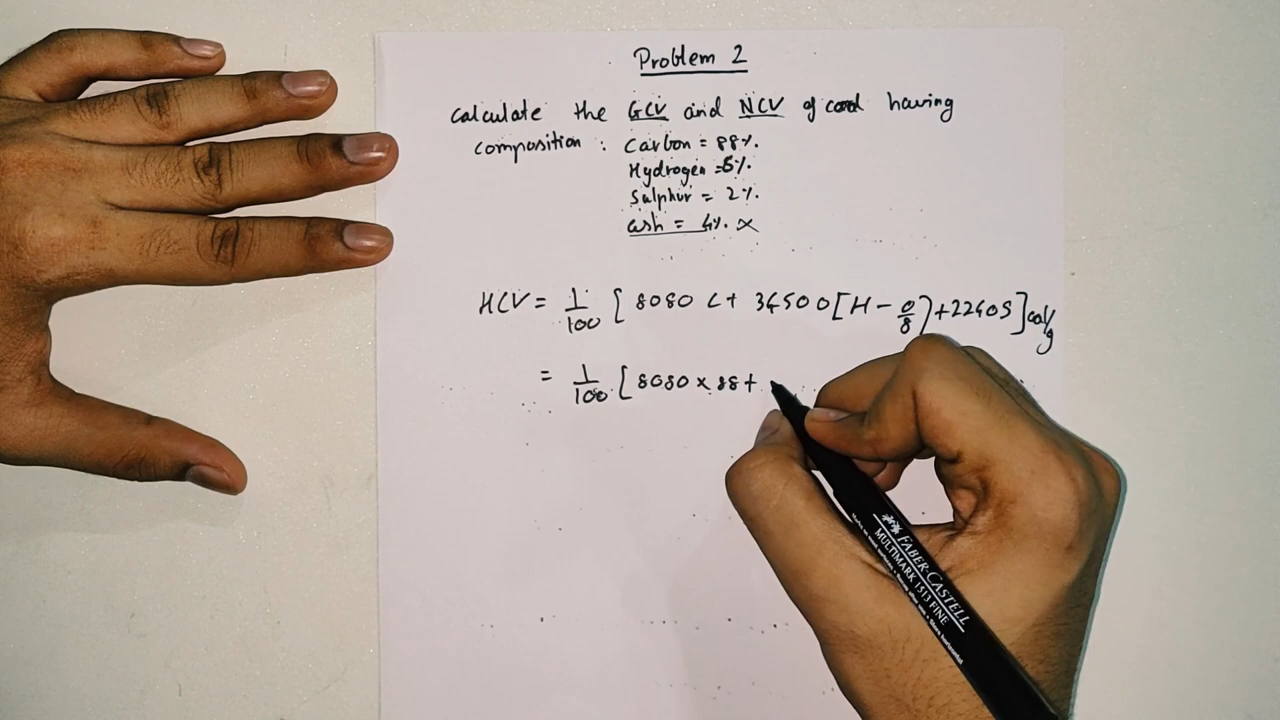 Problem 2
Calculate the GCV and NCV of coal having
composition : Carbon = 88%.
Hydrogen = 6%.
Sulphur = 2%.
ash = 4%. ×
HCV = 1/100 [ 8080 C + 34500 [H - O/8] + 2240 S ] cal/g
= 1/100 [ 8080 × 88 +
FABER-CASTELL
MULTIMARK 1513 FINE